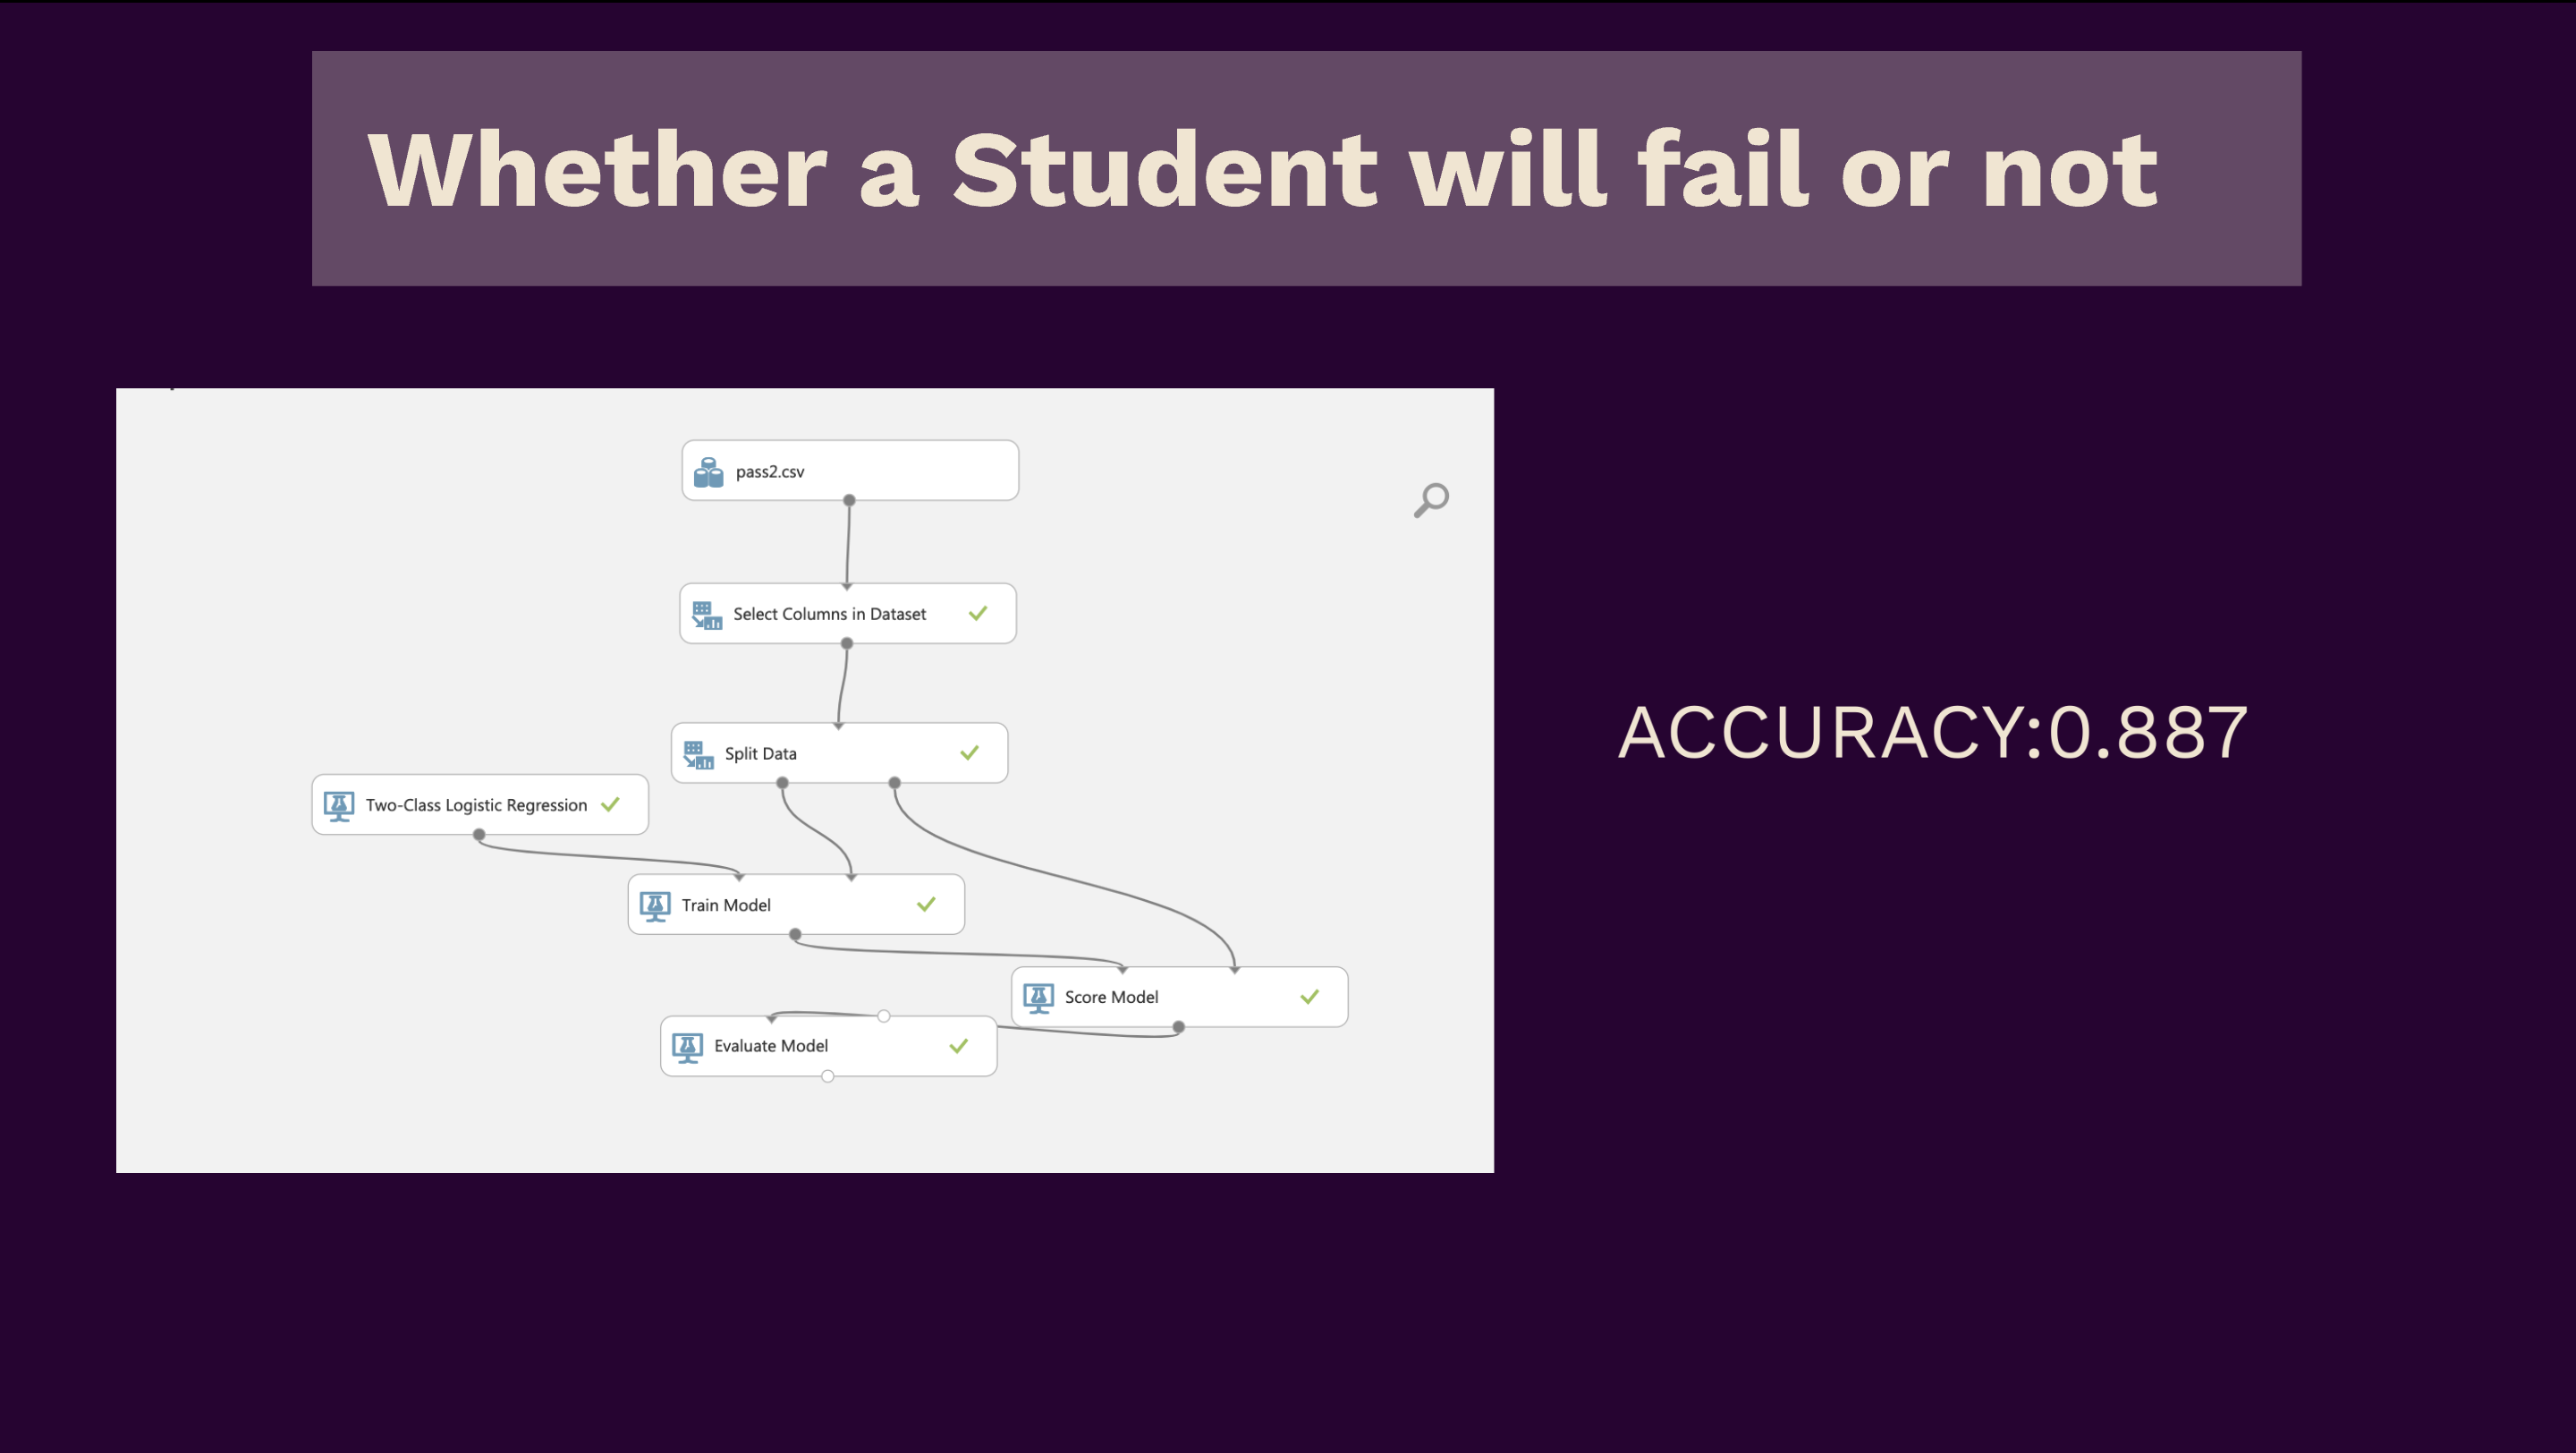 Whether a Student will fail or not
pass2.csv
Select Columns in Dataset
Split Data
Two-Class Logistic Regression
Train Model
Score Model
Evaluate Model
ACCURACY:0.887